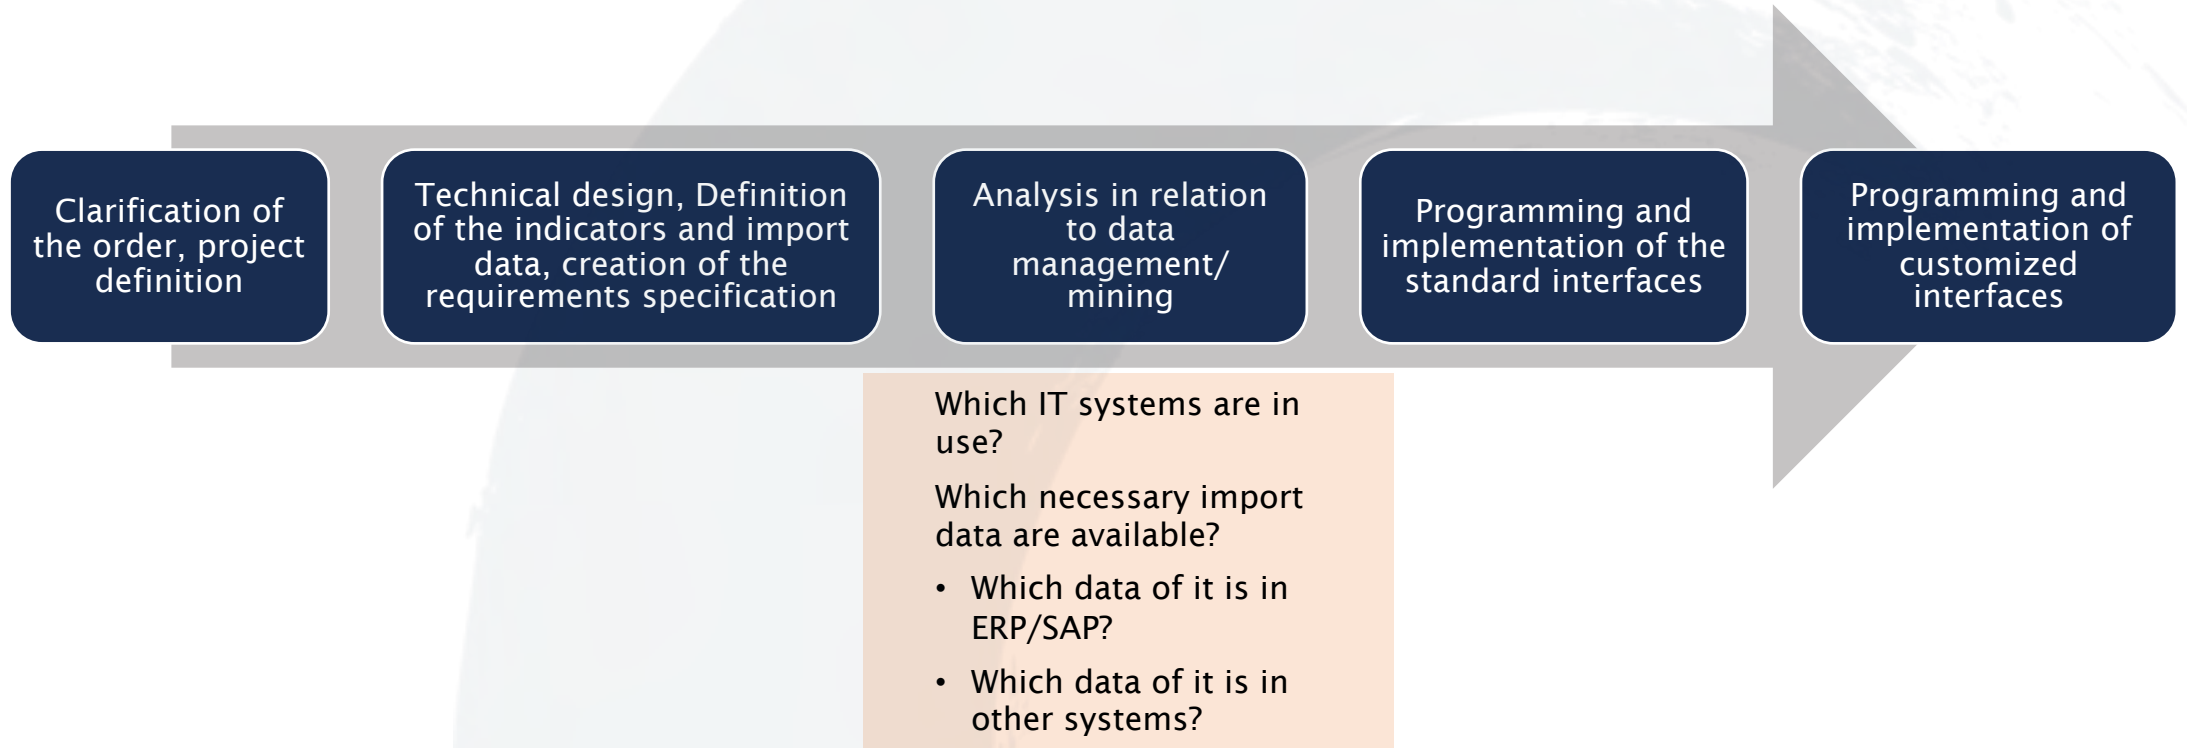 Clarification of
the order, project
definition
Technical design, Definition
of the indicators and import
data, creation of the
requirements specification
Analysis in relation
to data
management/
mining
Programming and
implementation of the
standard interfaces
Programming and
implementation of
customized
interfaces
Which IT systems are in
use?
Which necessary import
data are available?
• Which data of it is in
ERP/SAP?
• Which data of it is in
other systems?